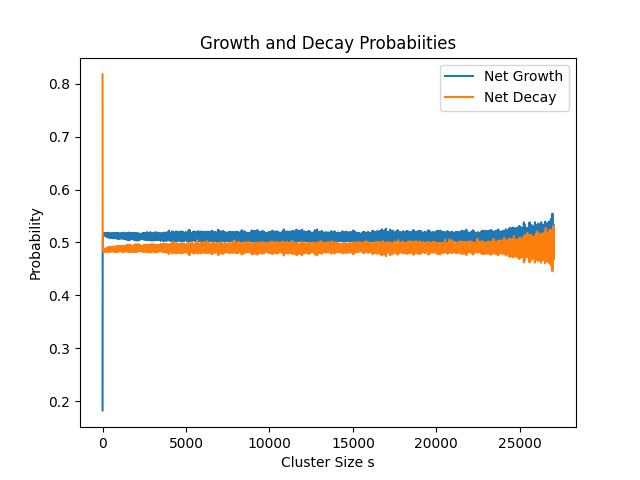 Growth and Decay Probabiities
Net Growth
Net Decay
Probability
0.8
0.7
0.6
0.5
0.4
0.3
0.2
0 5000 10000 15000 20000 25000
Cluster Size s